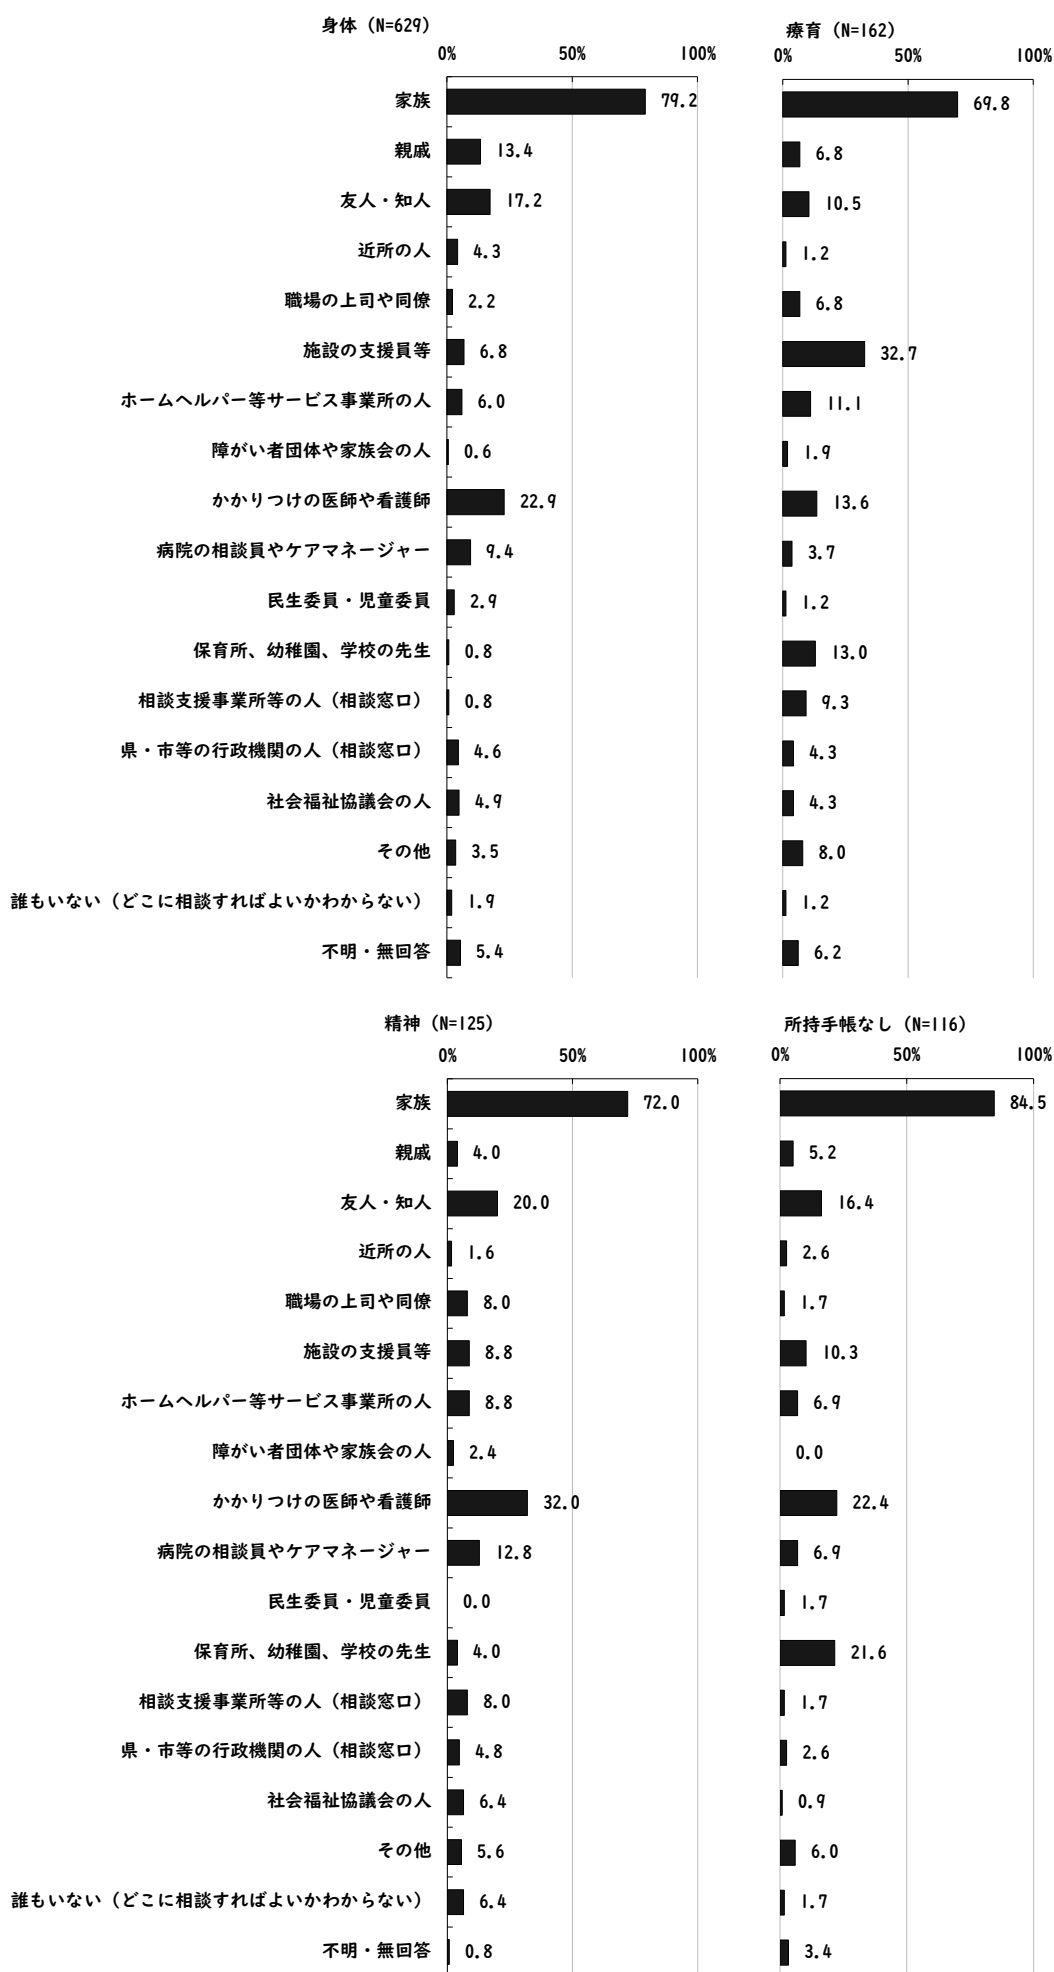 身体（N=629）
療育（N=162）
0% 50% 100% 0% 50% 100%
家族 79.2 69.8
親戚 13.4 6.8
友人・知人 17.2 10.5
近所の人 4.3 1.2
職場の上司や同僚 2.2 6.8
施設の支援員等 6.8 32.7
ホームヘルパー等サービス事業所の人 6.0 11.1
障がい者団体や家族会の人 0.6 1.9
かかりつけの医師や看護師 22.9 13.6
病院の相談員やケアマネージャー 9.4 3.7
民生委員・児童委員 2.9 1.2
保育所、幼稚園、学校の先生 0.8 13.0
相談支援事業所等の人（相談窓口） 0.8 9.3
県・市等の行政機関の人（相談窓口） 4.6 4.3
社会福祉協議会の人 4.9 4.3
その他 3.5 8.0
誰もいない（どこに相談すればよいかわからない） 1.9 1.2
不明・無回答 5.4 6.2
精神（N=125） 所持手帳なし（N=116）
0% 50% 100% 0% 50% 100%
家族 72.0 84.5
親戚 4.0 5.2
友人・知人 20.0 16.4
近所の人 1.6 2.6
職場の上司や同僚 8.0 1.7
施設の支援員等 8.8 10.3
ホームヘルパー等サービス事業所の人 8.8 6.9
障がい者団体や家族会の人 2.4 0.0
かかりつけの医師や看護師 32.0 22.4
病院の相談員やケアマネージャー 12.8 6.9
民生委員・児童委員 0.0 1.7
保育所、幼稚園、学校の先生 4.0 21.6
相談支援事業所等の人（相談窓口） 8.0 1.7
県・市等の行政機関の人（相談窓口） 4.8 2.6
社会福祉協議会の人 6.4 0.9
その他 5.6 6.0
誰もいない（どこに相談すればよいかわからない） 6.4 1.7
不明・無回答 0.8 3.4